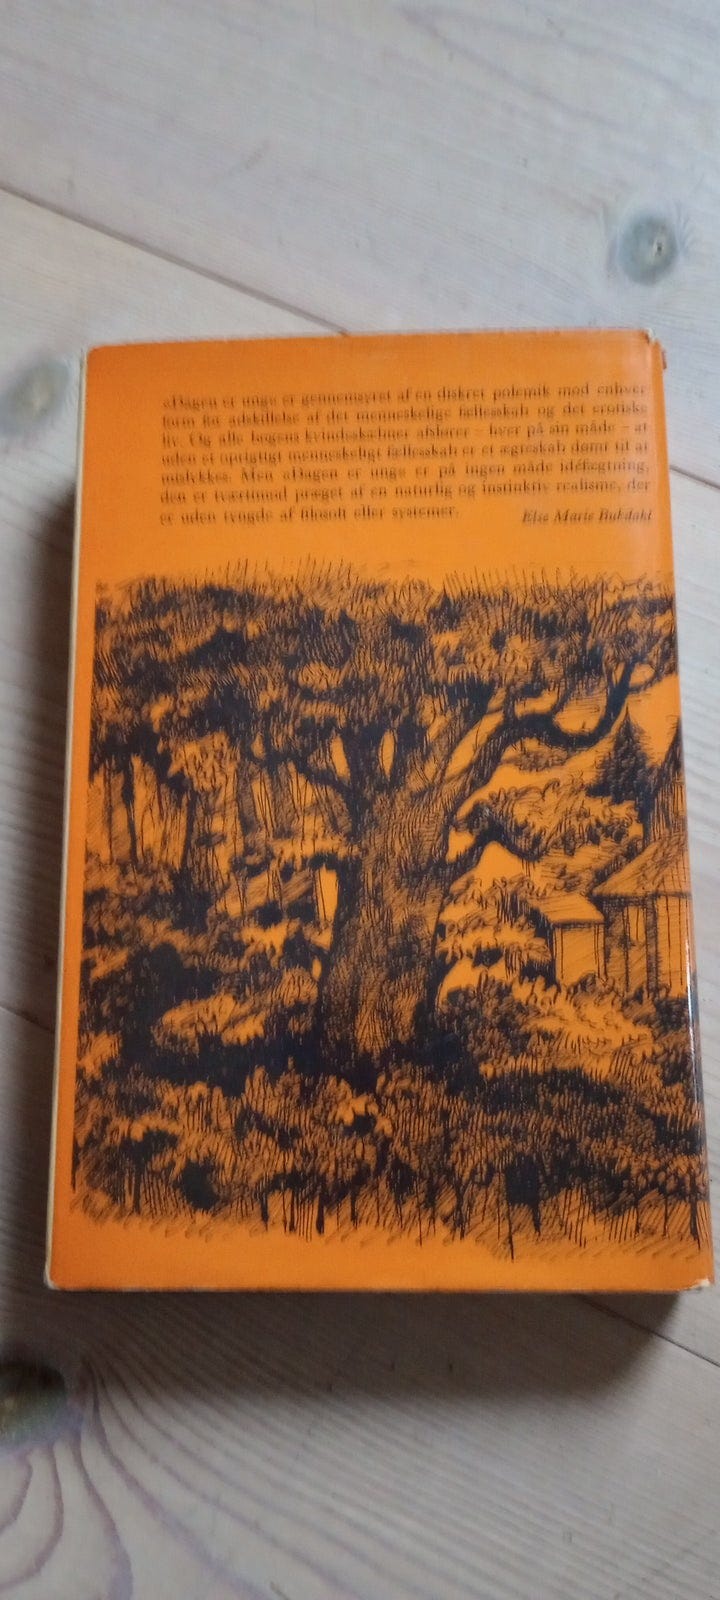 »Dagen er ung« er gennemsyret af en diskret polemik mod enhver
form for adskillelse af det menneskelige fællesskab og det erotiske
liv. Og alle bogens kvindeskæbner afslører – hver på sin måde – at
uden et oprigtigt menneskeligt fællesskab er et ægteskab dømt til at
mislykkes. Men »Dagen er ung« er på ingen måde idéfægtning,
den er tværtimod præget af en naturlig og instinktiv realisme, der
er uden tyngde af filosofi eller systemer.
Else Marie Bukdahl